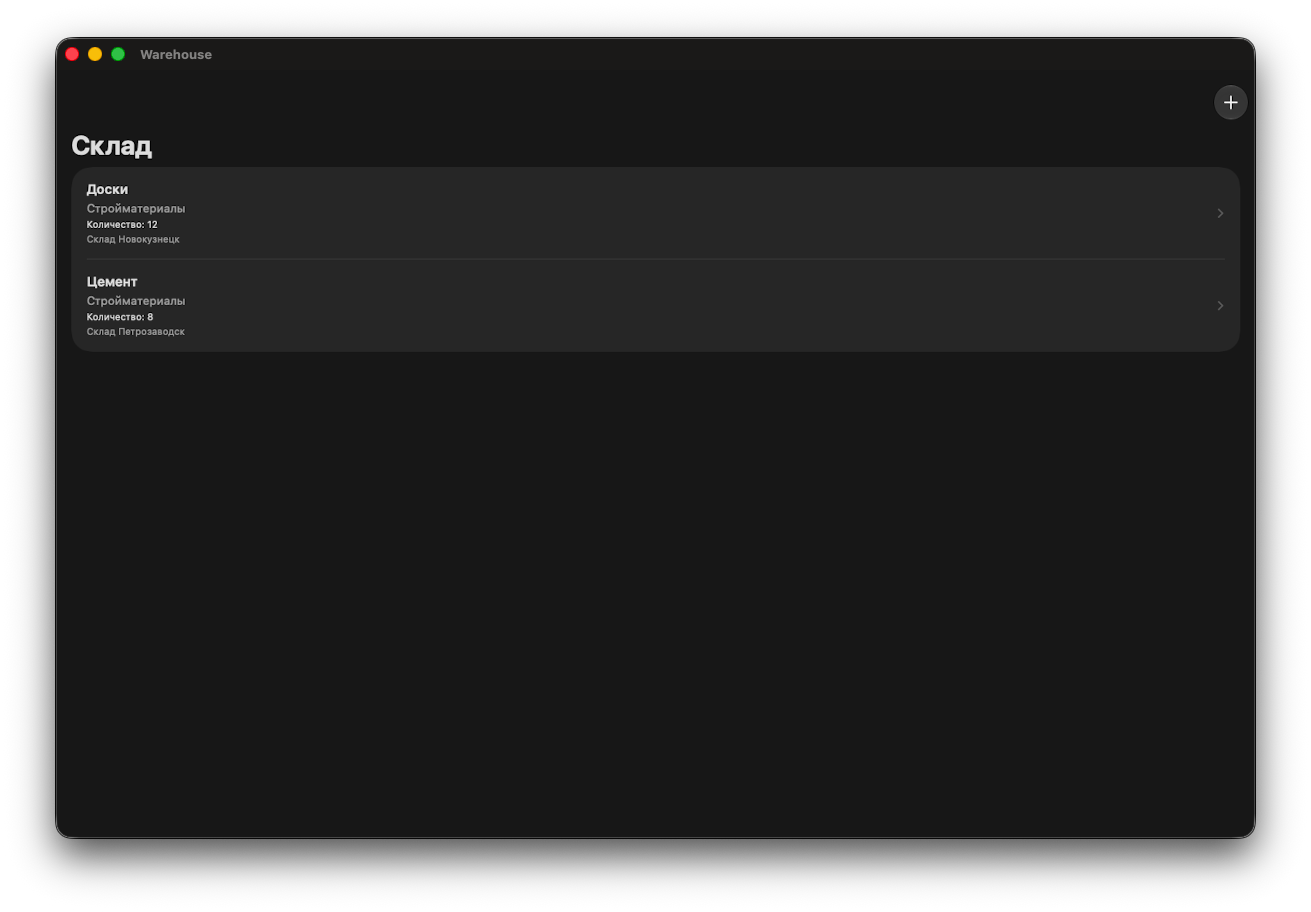 Warehouse
Склад
Доски
Стройматериалы
Количество: 12
Склад Новокузнецк
Цемент
Стройматериалы
Количество: 8
Склад Петрозаводск